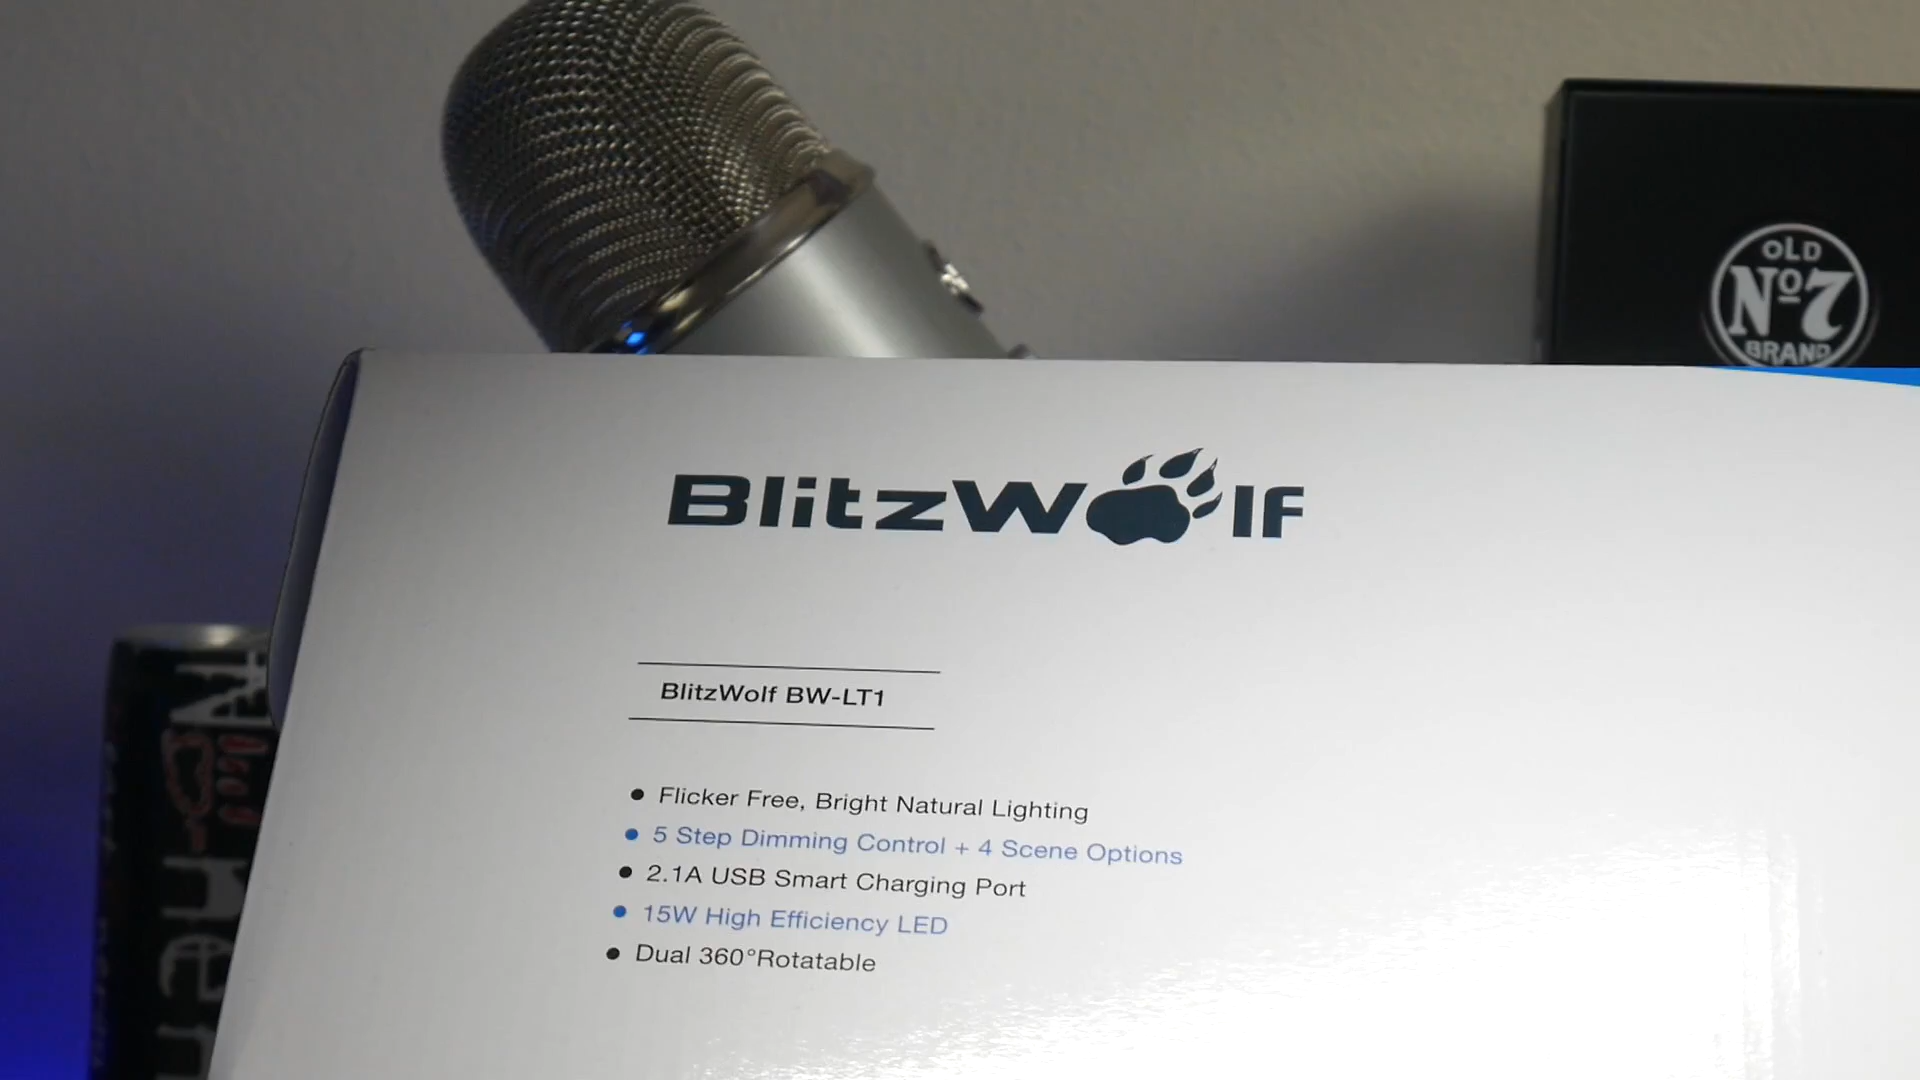 OLD
Nº7
BRAND
BlitzWolf
BlitzWolf BW-LT1
● Flicker Free, Bright Natural Lighting
● 5 Step Dimming Control + 4 Scene Options
● 2.1A USB Smart Charging Port
● 15W High Efficiency LED
● Dual 360°Rotatable